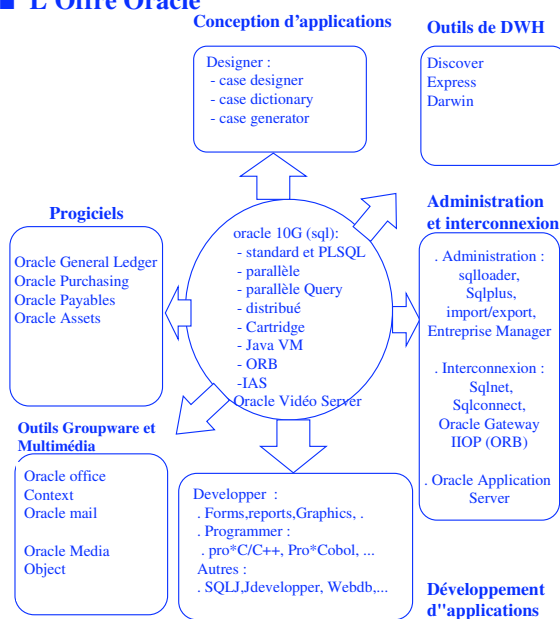 ■ L'Offre Oracle
Conception d'applications
Designer :
- case designer
- case dictionary
- case generator
Outils de DWH
Discover
Express
Darwin
Progiciels
Oracle General Ledger
Oracle Purchasing
Oracle Payables
Oracle Assets
oracle 10G (sql):
- standard et PLSQL
- parallèle
- parallèle Query
- distribué
- Cartridge
- Java VM
- ORB
-IAS
Oracle Vidéo Server
Administration
et interconnexion
. Administration :
sqlloader,
Sqlplus,
import/export,
Entreprise Manager
. Interconnexion :
Sqlnet,
Sqlconnect,
Oracle Gateway
IIOP (ORB)
. Oracle Application
Server
Outils Groupware et
Multimédia
Oracle office
Context
Oracle mail
Oracle Media
Object
Developper :
. Forms,reports,Graphics, .
. Programmer :
. pro*C/C++, Pro*Cobol, ...
Autres :
. SQLJ,Jdevelopper, Webdb,...
Développement
d"applications